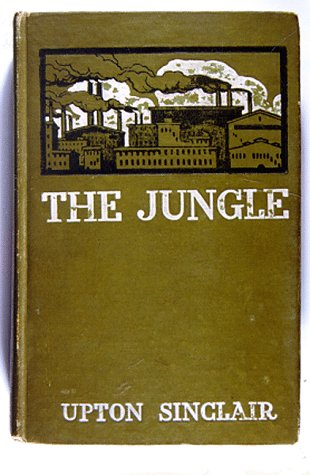 THE JUNGLE
UPTON SINCLAIR